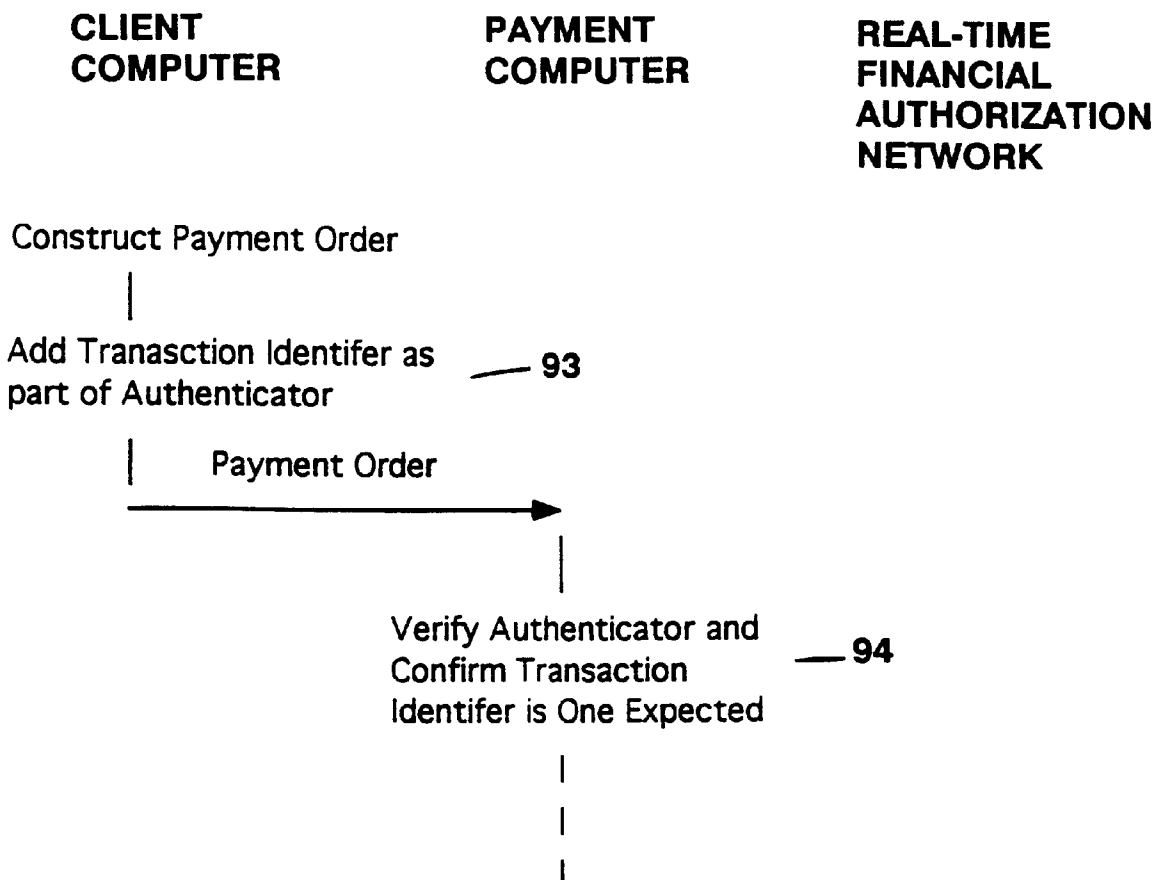 CLIENT
COMPUTER
PAYMENT
COMPUTER
REAL-TIME
FINANCIAL
AUTHORIZATION
NETWORK
Construct Payment Order
Add Tranasction Identifer as
part of Authenticator
93
Payment Order
Verify Authenticator and
Confirm Transaction
Identifer is One Expected
94